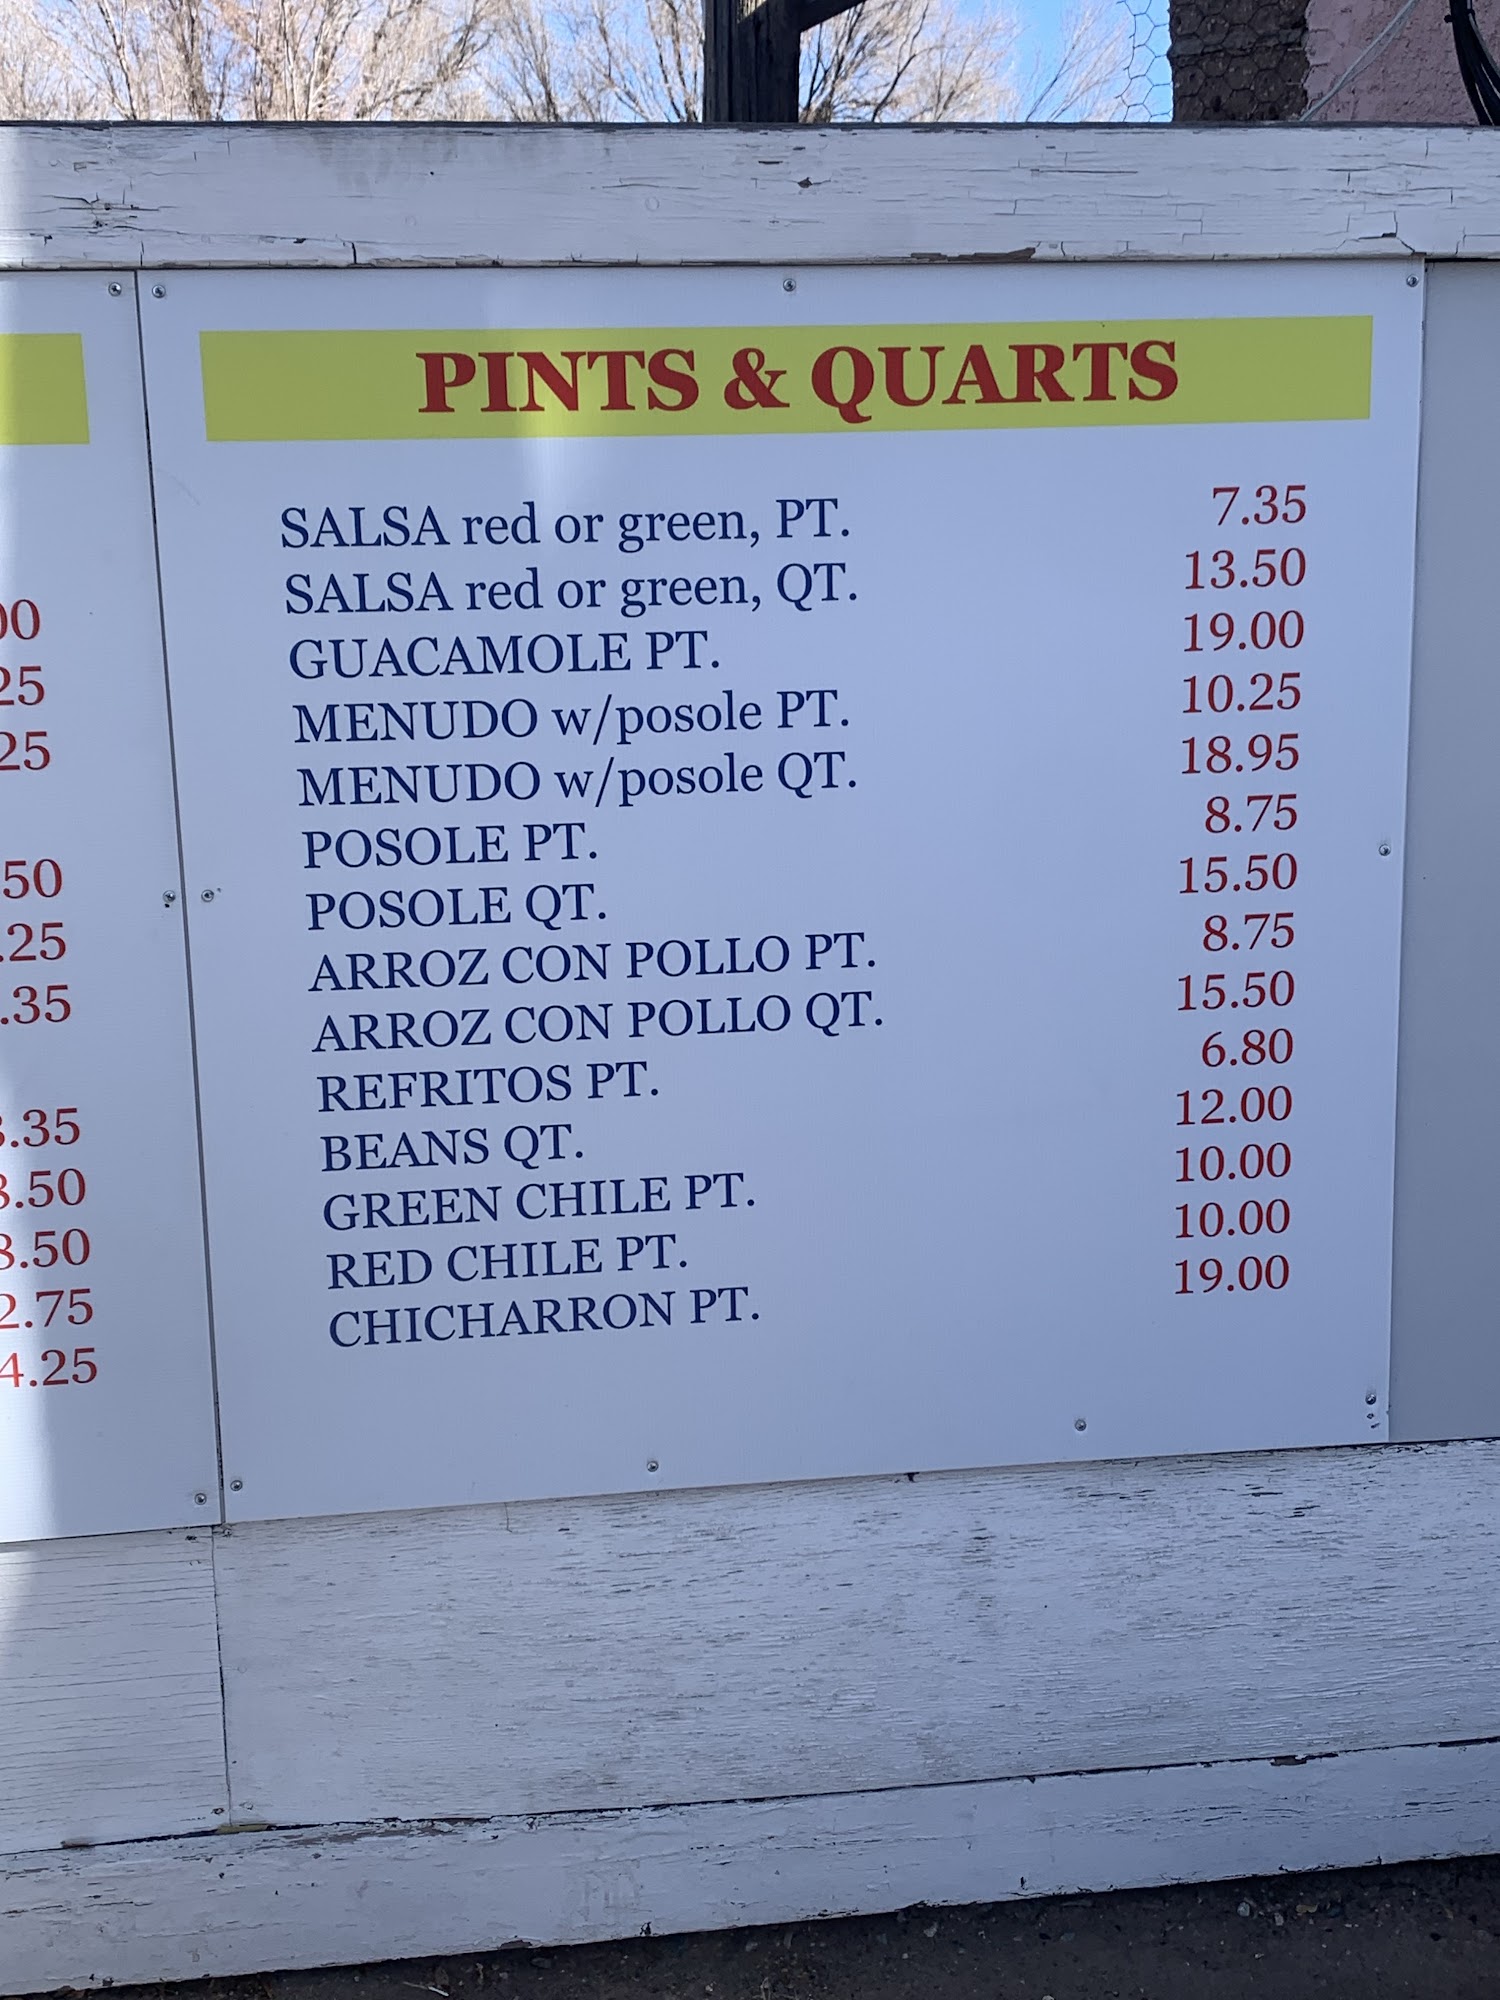 PINTS & QUARTS
SALSA red or green, PT. 7.35
SALSA red or green, QT. 13.50
GUACAMOLE PT. 19.00
MENUDO w/posole PT. 10.25
MENUDO w/posole QT. 18.95
POSOLE PT. 8.75
POSOLE QT. 15.50
ARROZ CON POLLO PT. 8.75
ARROZ CON POLLO QT. 15.50
REFRITOS PT. 6.80
BEANS QT. 12.00
GREEN CHILE PT. 10.00
RED CHILE PT. 10.00
CHICHARRON PT. 19.00